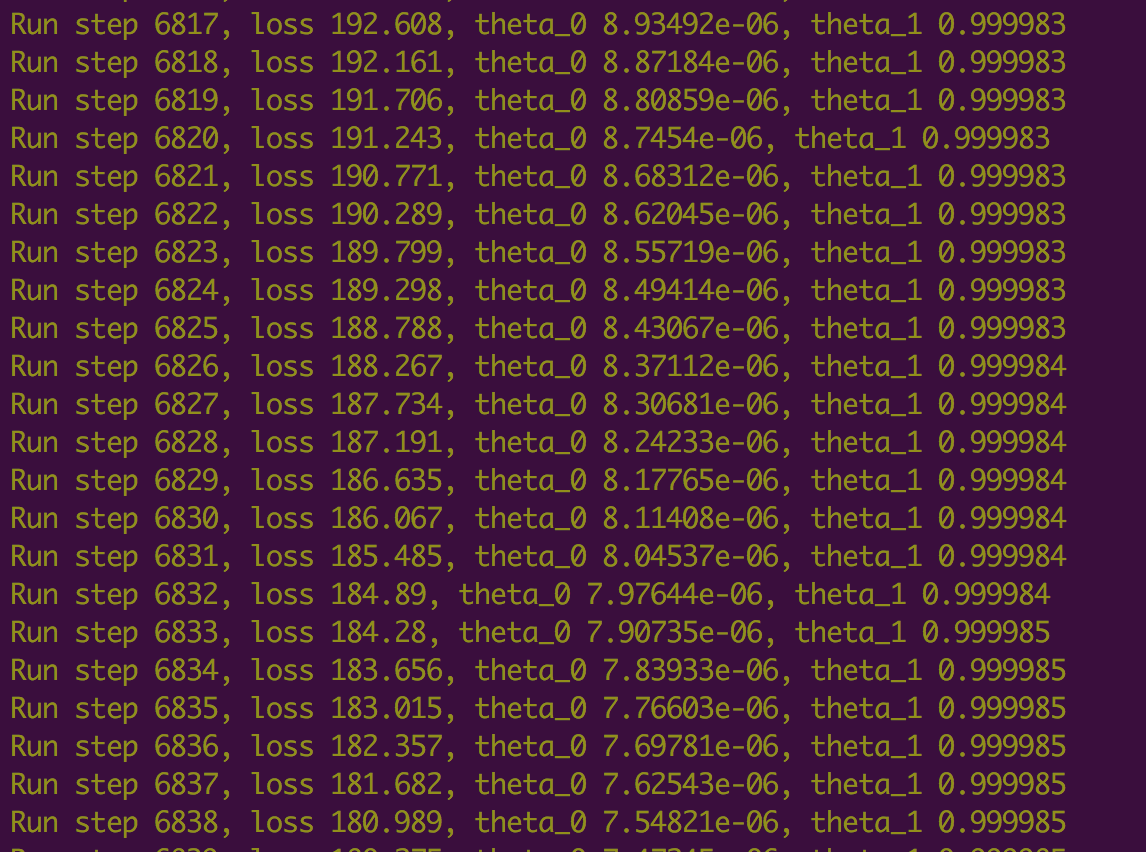 Run step 6817, loss 192.608, theta_0 8.93492e-06, theta_1 0.999983
Run step 6818, loss 192.161, theta_0 8.87184e-06, theta_1 0.999983
Run step 6819, loss 191.706, theta_0 8.80859e-06, theta_1 0.999983
Run step 6820, loss 191.243, theta_0 8.7454e-06, theta_1 0.999983
Run step 6821, loss 190.771, theta_0 8.68312e-06, theta_1 0.999983
Run step 6822, loss 190.289, theta_0 8.62045e-06, theta_1 0.999983
Run step 6823, loss 189.799, theta_0 8.55719e-06, theta_1 0.999983
Run step 6824, loss 189.298, theta_0 8.49414e-06, theta_1 0.999983
Run step 6825, loss 188.788, theta_0 8.43067e-06, theta_1 0.999983
Run step 6826, loss 188.267, theta_0 8.37112e-06, theta_1 0.999984
Run step 6827, loss 187.734, theta_0 8.30681e-06, theta_1 0.999984
Run step 6828, loss 187.191, theta_0 8.24233e-06, theta_1 0.999984
Run step 6829, loss 186.635, theta_0 8.17765e-06, theta_1 0.999984
Run step 6830, loss 186.067, theta_0 8.11408e-06, theta_1 0.999984
Run step 6831, loss 185.485, theta_0 8.04537e-06, theta_1 0.999984
Run step 6832, loss 184.89, theta_0 7.97644e-06, theta_1 0.999984
Run step 6833, loss 184.28, theta_0 7.90735e-06, theta_1 0.999985
Run step 6834, loss 183.656, theta_0 7.83933e-06, theta_1 0.999985
Run step 6835, loss 183.015, theta_0 7.76603e-06, theta_1 0.999985
Run step 6836, loss 182.357, theta_0 7.69781e-06, theta_1 0.999985
Run step 6837, loss 181.682, theta_0 7.62543e-06, theta_1 0.999985
Run step 6838, loss 180.989, theta_0 7.54821e-06, theta_1 0.999985